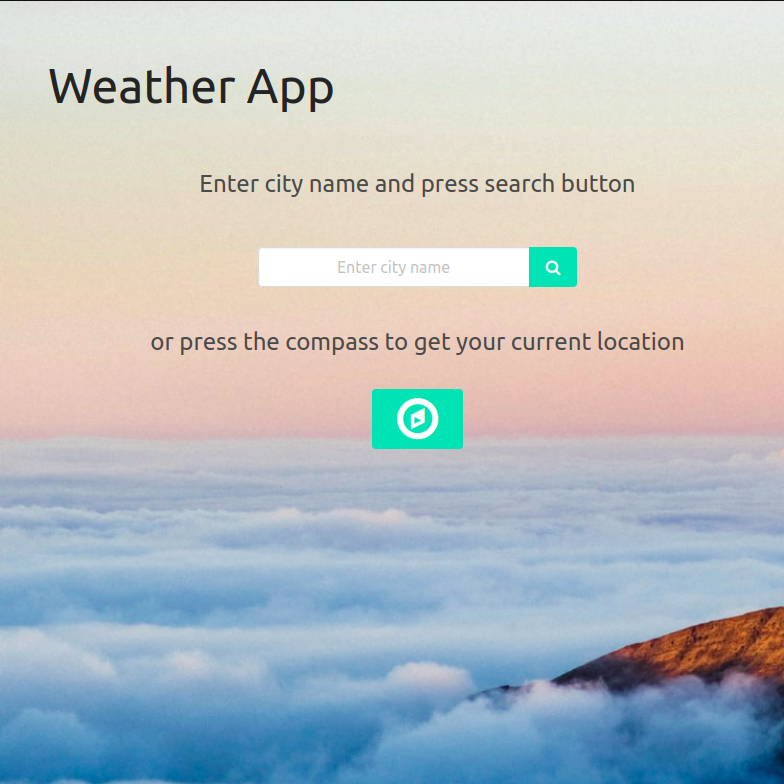 Weather App
Enter city name and press search button
Enter city name
or press the compass to get your current location